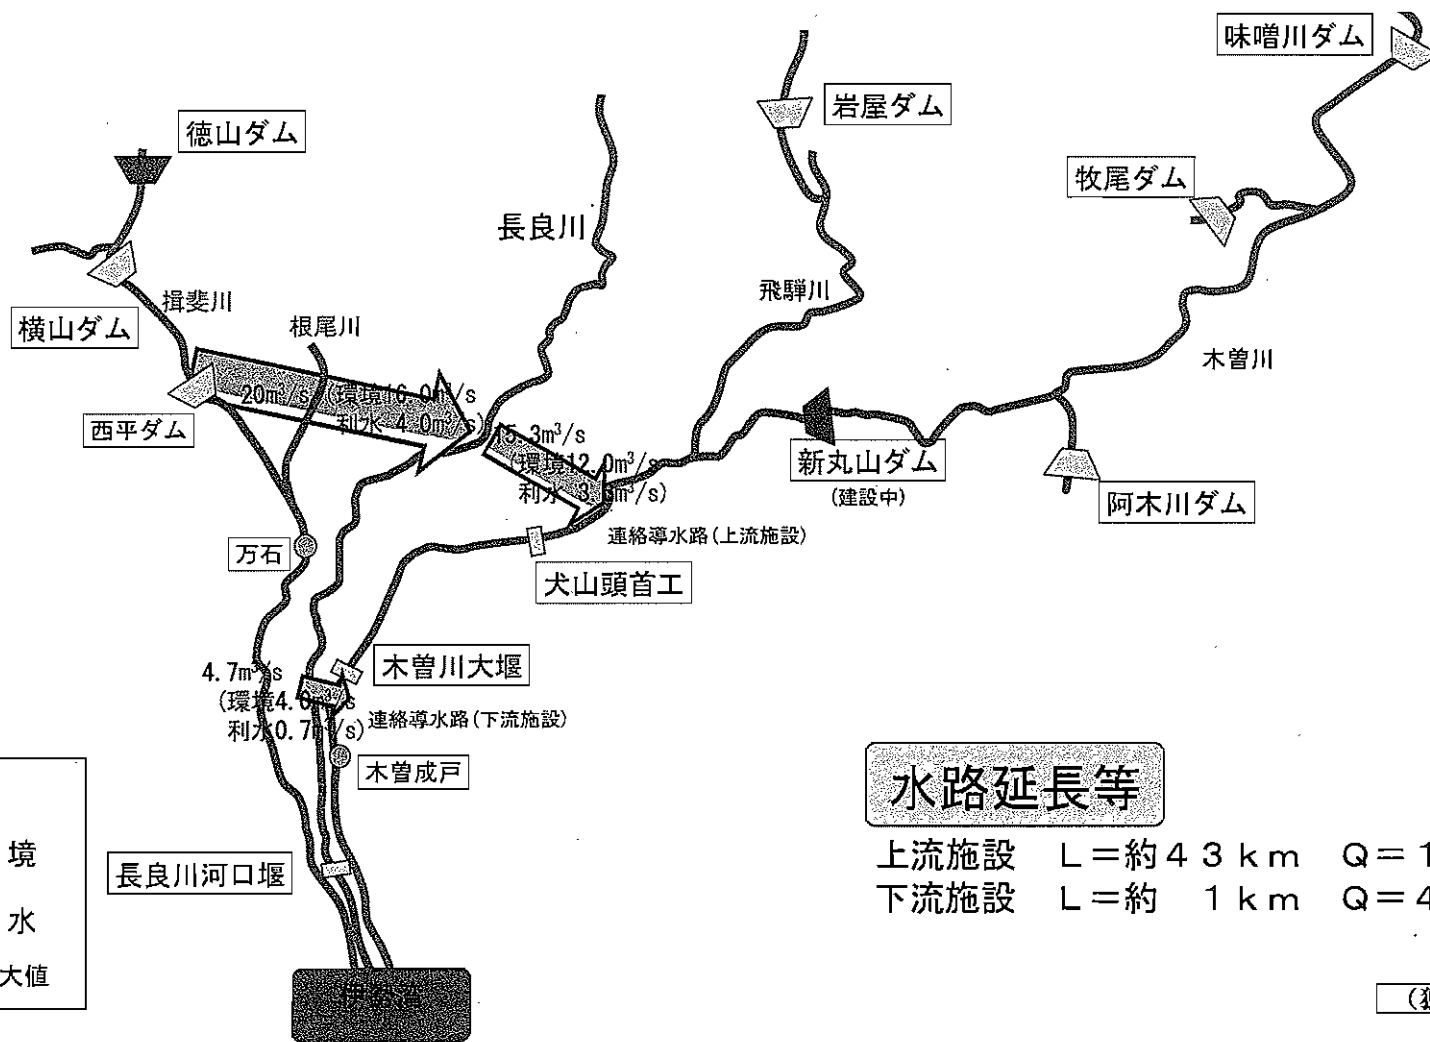 味噌川ダム
岩屋ダム
徳山ダム
牧尾ダム
長良川
飛騨川
揖斐川
横山ダム
根尾川
木曽川
20m³/s (環境16.0m³/s
利水 4.0m³/s)
西平ダム
15.3m³/s
(環境12.0m³/s
利水 3.3m³/s)
新丸山ダム
(建設中)
阿木川ダム
連絡導水路(上流施設)
万石
犬山頭首工
木曽川大堰
4.7m³/s
(環境4.0m³/s
利水0.7m³/s)
連絡導水路(下流施設)
木曽成戸
水路延長等
上流施設 L=約43km Q=1
下流施設 L=約 1km Q=4
長良川河口堰
境
水
大値
伊勢湾